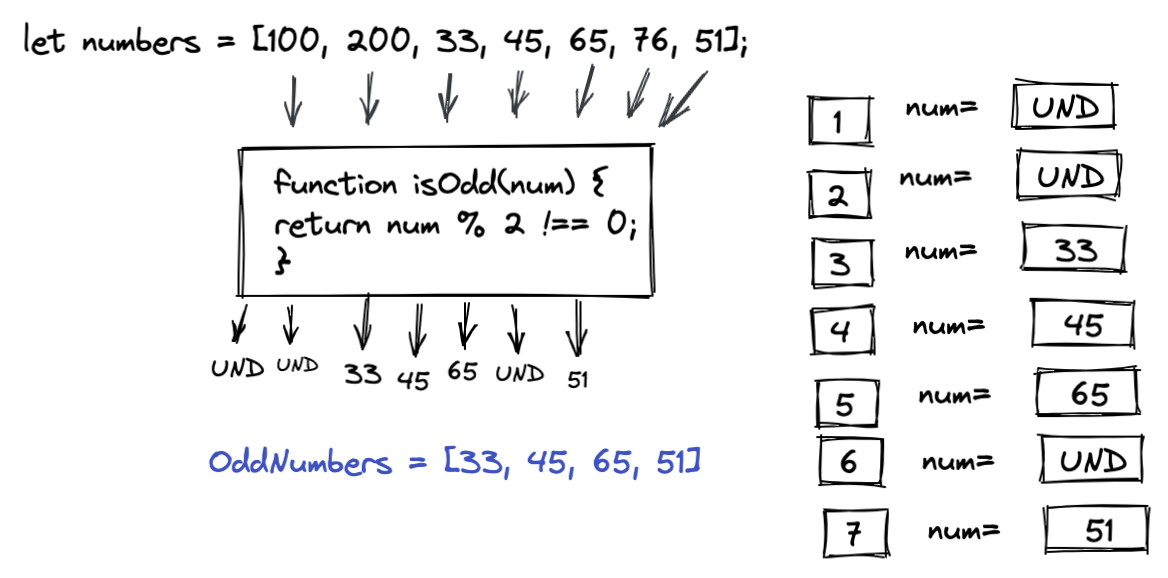 let numbers = [100, 200, 33, 45, 65, 76, 51];
function isOdd(num) {
return num % 2 !== 0;
}
UND UND 33 45 65 UND 51
OddNumbers = [33, 45, 65, 51]
1 num= UND
2 num= UND
3 num= 33
4 num= 45
5 num= 65
6 num= UND
7 num= 51